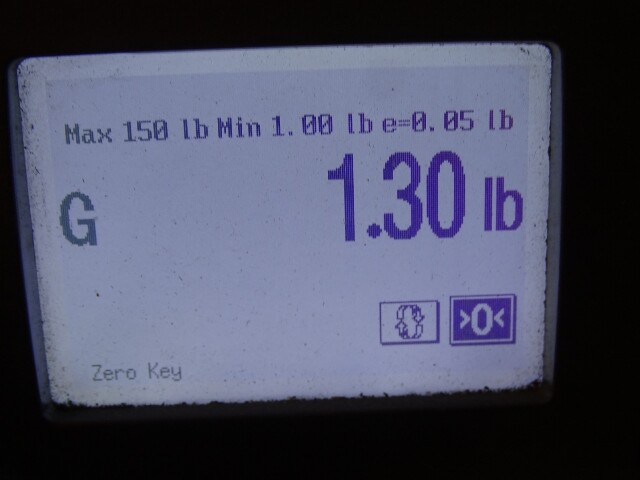 Max 150 lb Min 1.00 lb e=0.05 lb
G 1.30 lb
>0<
Zero Key